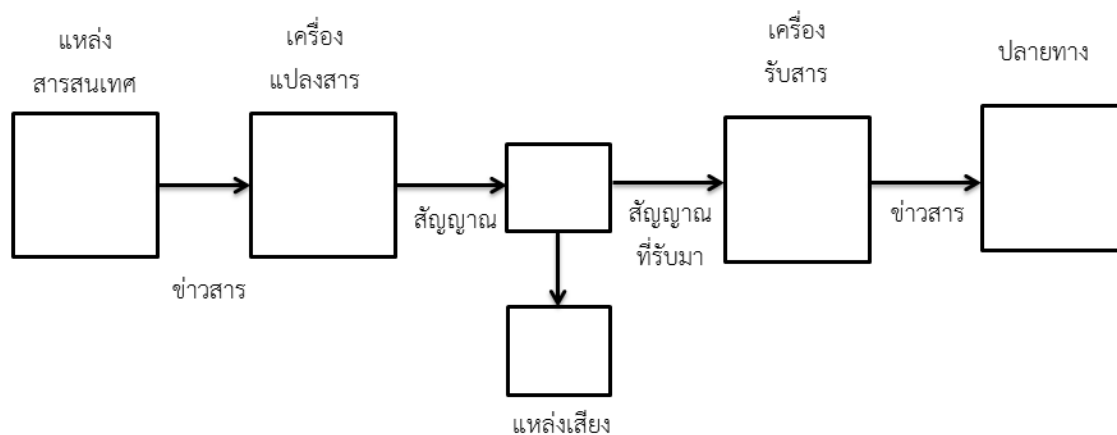 แหล่ง
สารสนเทศ
เครื่อง
แปลงสาร
เครื่อง
รับสาร
ปลายทาง
ข่าวสาร
สัญญาณ
สัญญาณ
ที่รับมา
ข่าวสาร
แหล่งเสียง